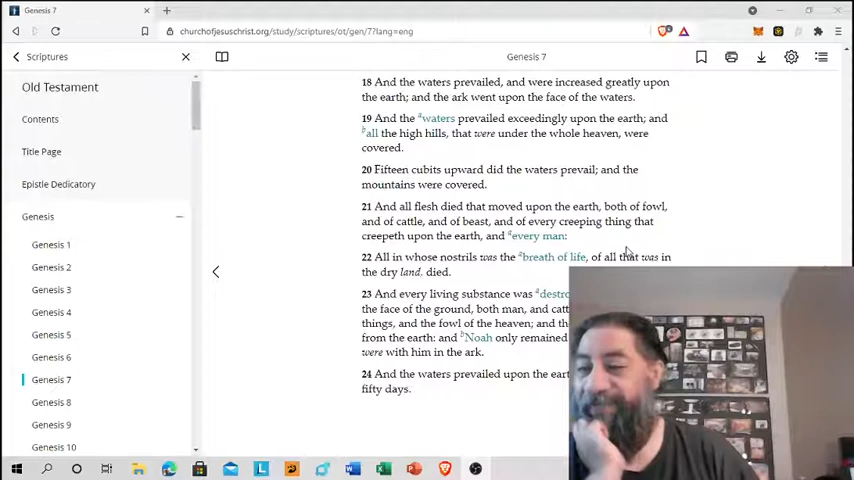 Genesis 7
churchofjesuschrist.org/study/scriptures/ot/gen/7?lang=eng
Scriptures
Genesis 7
Old Testament
Contents
Title Page
Epistle Dedicatory
Genesis
Genesis 1
Genesis 2
Genesis 3
Genesis 4
Genesis 5
Genesis 6
Genesis 7
Genesis 8
Genesis 9
Genesis 10
18 And the waters prevailed, and were increased greatly upon
the earth; and the ark went upon the face of the waters.
19 And the a waters prevailed exceedingly upon the earth; and
b all the high hills, that were under the whole heaven, were
covered.
20 Fifteen cubits upward did the waters prevail; and the
mountains were covered.
21 And all flesh died that moved upon the earth, both of fowl,
and of cattle, and of beast, and of every creeping thing that
creepeth upon the earth, and a every man:
22 All in whose nostrils was the a breath of life, of all that was in
the dry land, died.
23 And every living substance was a destro
the face of the ground, both man, and catt
things, and the fowl of the heaven; and the
from the earth: and b Noah only remained
were with him in the ark.
24 And the waters prevailed upon the eart
fifty days.